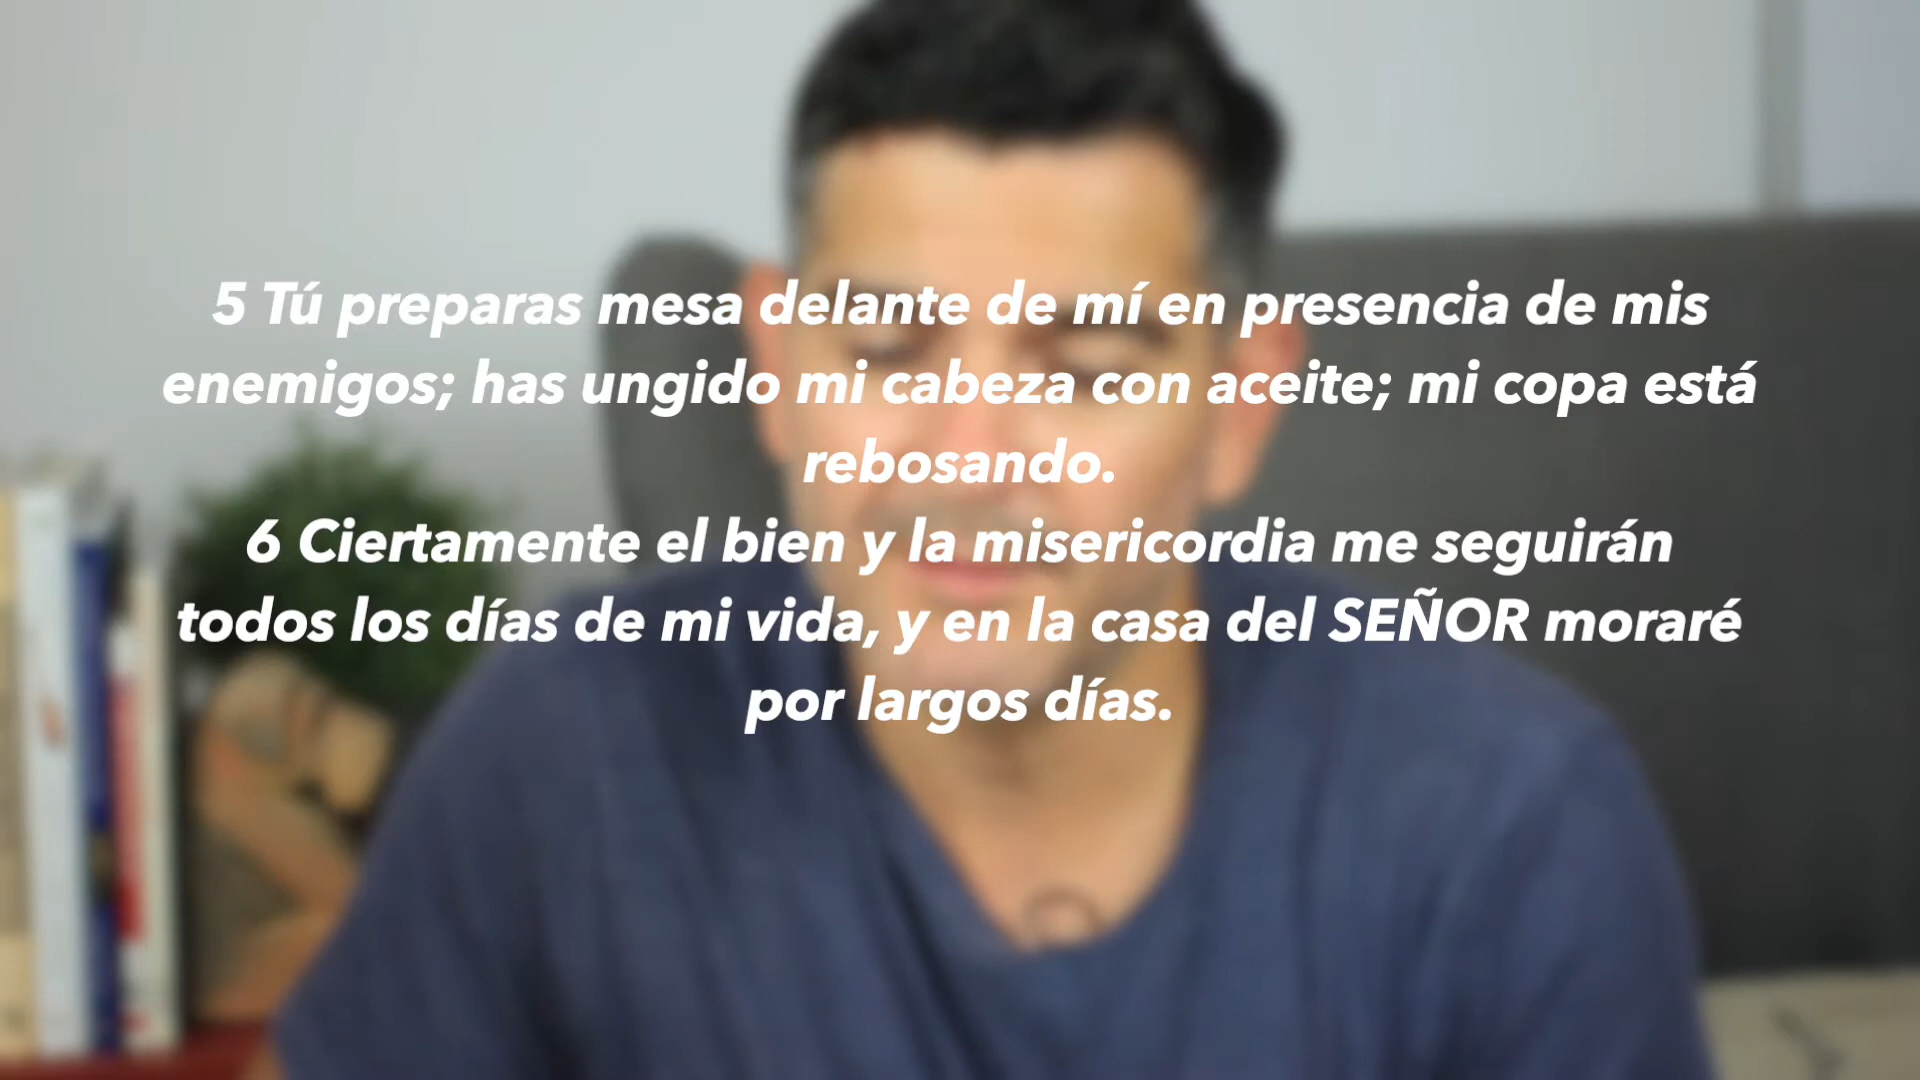 5 Tú preparas mesa delante de mí en presencia de mis
enemigos; has ungido mi cabeza con aceite; mi copa está
rebosando.
6 Ciertamente el bien y la misericordia me seguirán
todos los días de mi vida, y en la casa del SEÑOR moraré
por largos días.